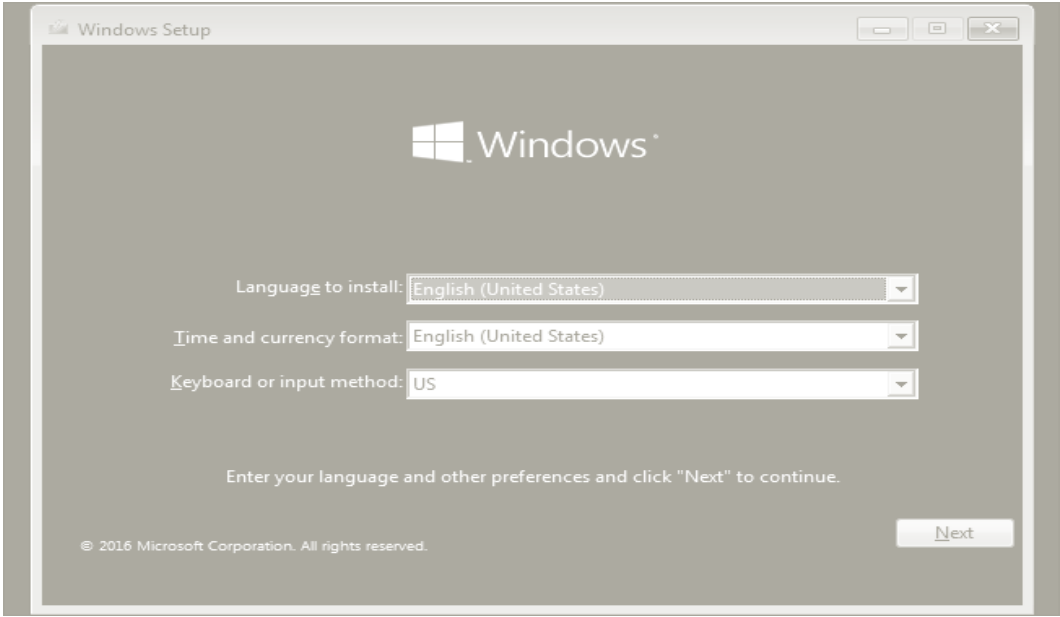 Windows Setup
Windows
Language to install: English (United States)
Time and currency format: English (United States)
Keyboard or input method: US
Enter your language and other preferences and click "Next" to continue.
Next
© 2016 Microsoft Corporation. All rights reserved.